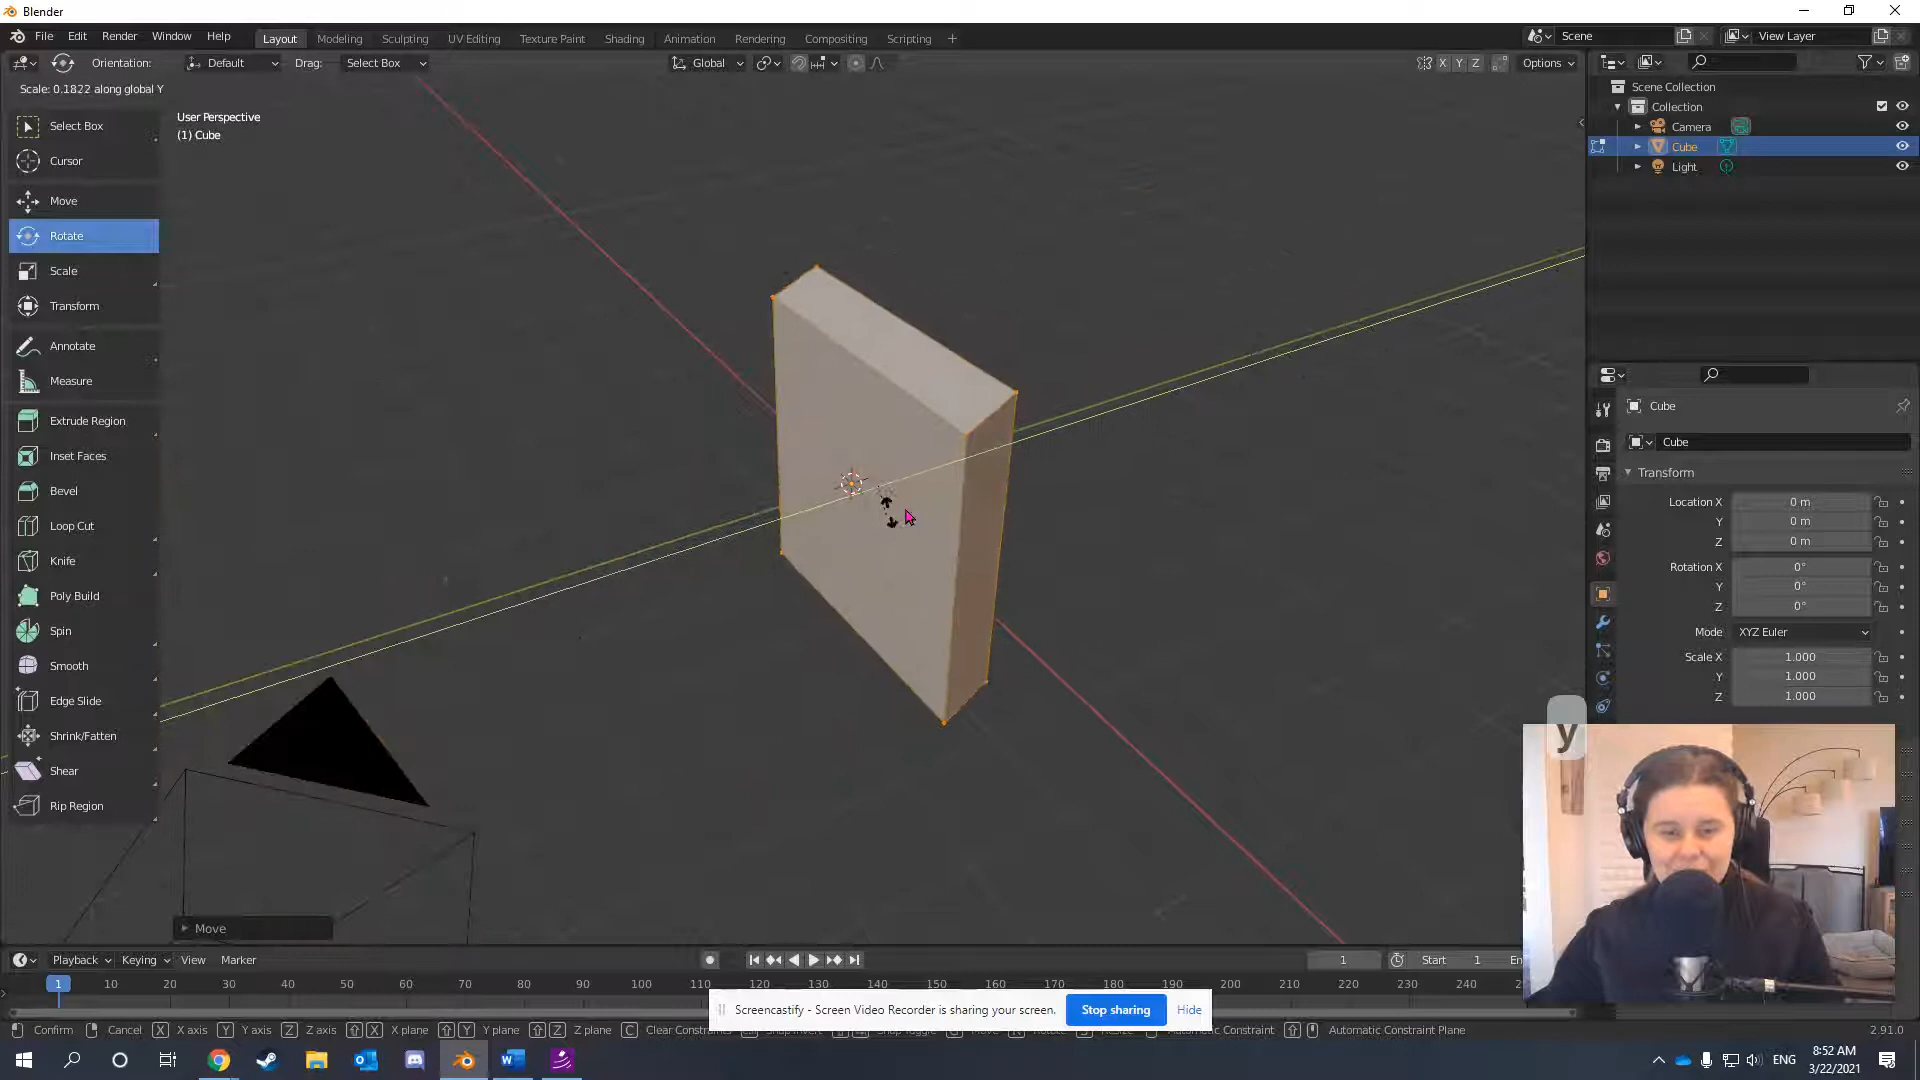 Blender
File Edit Render Window Help Layout Modeling Sculpting UV Editing Texture Paint Shading Animation Rendering Compositing Scripting Scene View Layer
Orientation: Default Drag: Select Box Global X Y Z Options
Scale: 0.1822 along global Y
User Perspective
(1) Cube
Select Box
Cursor
Move
Rotate
Scale
Transform
Annotate
Measure
Extrude Region
Inset Faces
Bevel
Loop Cut
Knife
Poly Build
Spin
Smooth
Edge Slide
Shrink/Fatten
Shear
Rip Region
Scene Collection
Collection
Camera
Cube
Light
Cube
Cube
Transform
Location X 0 m
Y 0 m
Z 0 m
Rotation X 0°
Y 0°
Z 0°
Mode XYZ Euler
Scale X 1.000
Y 1.000
Z 1.000
y
Move
Playback Keying View Marker 1 Start 1
1 10 20 30 40 50 60 70 80 90 100 110 120 130 140 150 160 170 180 190 200 210 220 230 240 250
Screencastify - Screen Video Recorder is sharing your screen. Stop sharing Hide
Confirm Cancel X X axis Y Y axis Z Z axis X X plane Y Y plane Z Z plane C Clear Automatic Constraint Plane 2.91.0
ENG 8:52 AM
3/22/2021